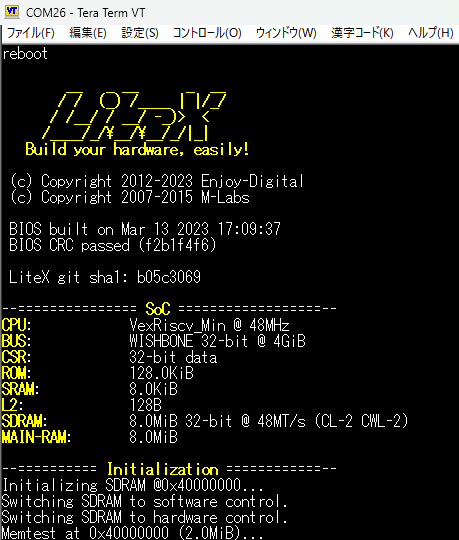 COM26 - Tera Term VT
ファイル(F) 編集(E) 設定(S) コントロール(O) ウィンドウ(W) 漢字コード(K) ヘルプ(H)
reboot
LiteX
Build your hardware, easily!
(c) Copyright 2012-2023 Enjoy-Digital
(c) Copyright 2007-2015 M-Labs
BIOS built on Mar 13 2023 17:09:37
BIOS CRC passed (f2b1f4f6)
LiteX git sha1: b05c3069
--=============== SoC ==================--
CPU: VexRiscv_Min @ 48MHz
BUS: WISHBONE 32-bit @ 4GiB
CSR: 32-bit data
ROM: 128.0KiB
SRAM: 8.0KiB
L2: 128B
SDRAM: 8.0MiB 32-bit @ 48MT/s (CL-2 CWL-2)
MAIN-RAM: 8.0MiB
--========== Initialization ============--
Initializing SDRAM @0x40000000...
Switching SDRAM to software control.
Switching SDRAM to hardware control.
Memtest at 0x40000000 (2.0MiB)...